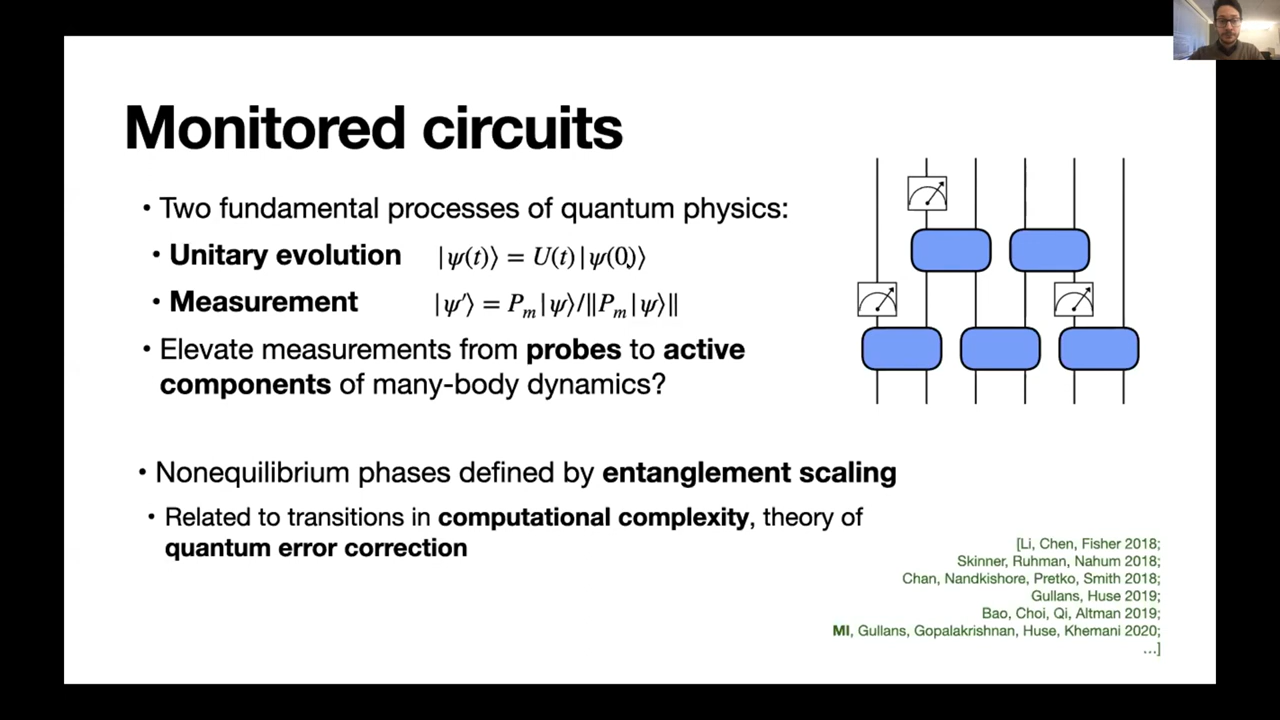 Monitored circuits
• Two fundamental processes of quantum physics:
• Unitary evolution |ψ(t)⟩ = U(t)|ψ(0)⟩
• Measurement |ψ′⟩ = Pₘ|ψ⟩/‖Pₘ|ψ⟩‖
• Elevate measurements from probes to active
components of many-body dynamics?
• Nonequilibrium phases defined by entanglement scaling
• Related to transitions in computational complexity, theory of
quantum error correction
[Li, Chen, Fisher 2018;
Skinner, Ruhman, Nahum 2018;
Chan, Nandkishore, Pretko, Smith 2018;
Gullans, Huse 2019;
Bao, Choi, Qi, Altman 2019;
MI, Gullans, Gopalakrishnan, Huse, Khemani 2020;
…]